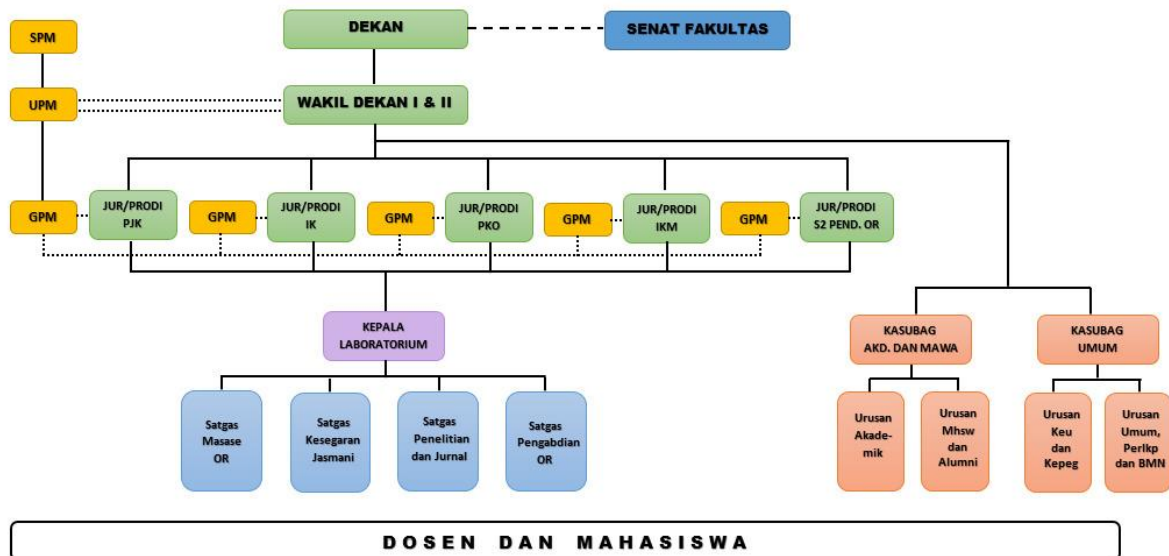 DEKAN
SENAT FAKULTAS
SPM
UPM
WAKIL DEKAN I & II
GPM
JUR/PRODI
PJK
GPM
JUR/PRODI
IK
GPM
JUR/PRODI
PKO
GPM
JUR/PRODI
IKM
GPM
JUR/PRODI
S2 PEND. OR
KEPALA
LABORATORIUM
KASUBAG
AKD. DAN MAWA
KASUBAG
UMUM
Satgas
Masase
OR
Satgas
Kesegaran
Jasmani
Satgas
Penelitian
dan Jurnal
Satgas
Pengabdian
OR
Urusan
Akade-
mik
Urusan
Mhsw
dan
Alumni
Urusan
Keu
dan
Kepeg
Urusan
Umum,
Perlkp
dan BMN
DOSEN DAN MAHASISWA